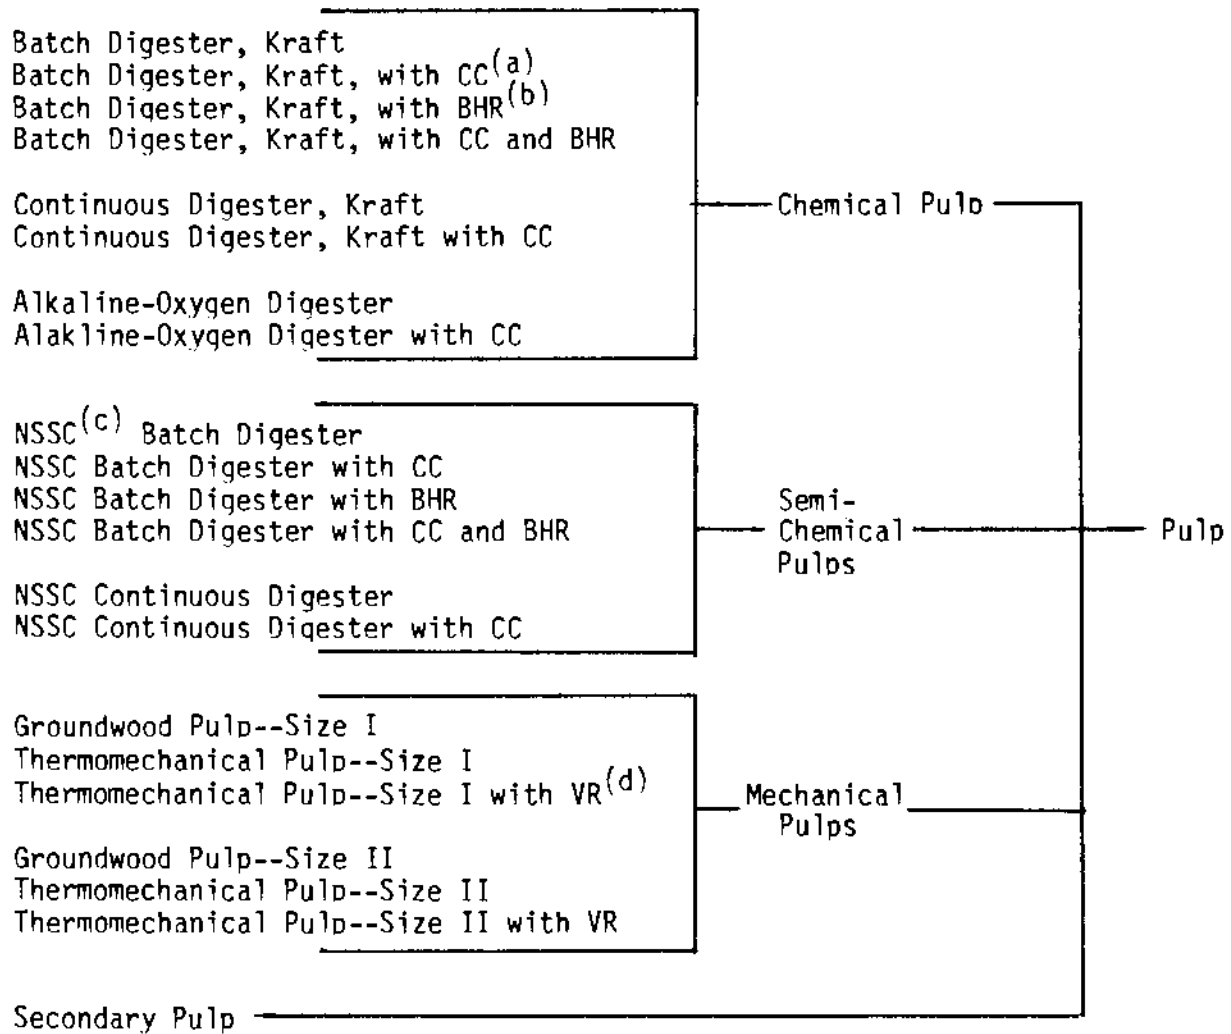 Batch Digester, Kraft
Batch Digester, Kraft, with CC(a)
Batch Digester, Kraft, with BHR(b)
Batch Digester, Kraft, with CC and BHR
Continuous Digester, Kraft
Continuous Digester, Kraft with CC
Chemical Pulp
Alkaline-Oxygen Digester
Alakline-Oxygen Digester with CC
NSSC(c) Batch Digester
NSSC Batch Digester with CC
NSSC Batch Digester with BHR
NSSC Batch Digester with CC and BHR
NSSC Continuous Digester
NSSC Continuous Digester with CC
Semi-
Chemical
Pulps
Pulp
Groundwood Pulp--Size I
Thermomechanical Pulp--Size I
Thermomechanical Pulp--Size I with VR(d)
Groundwood Pulp--Size II
Thermomechanical Pulp--Size II
Thermomechanical Pulp--Size II with VR
Mechanical
Pulps
Secondary Pulp